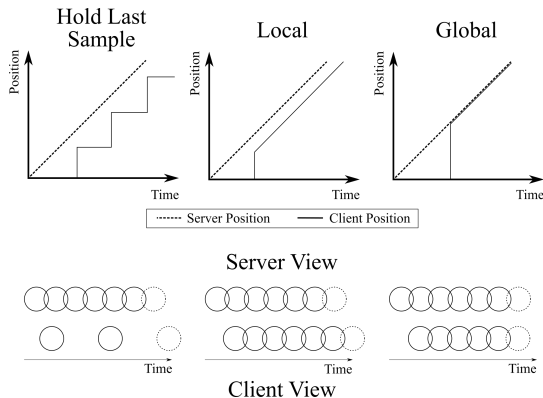 Hold Last
Sample
Local
Global
Position
Position
Position
Time
Time
Time
Server Position
Client Position
Server View
Time
Time
Time
Client View